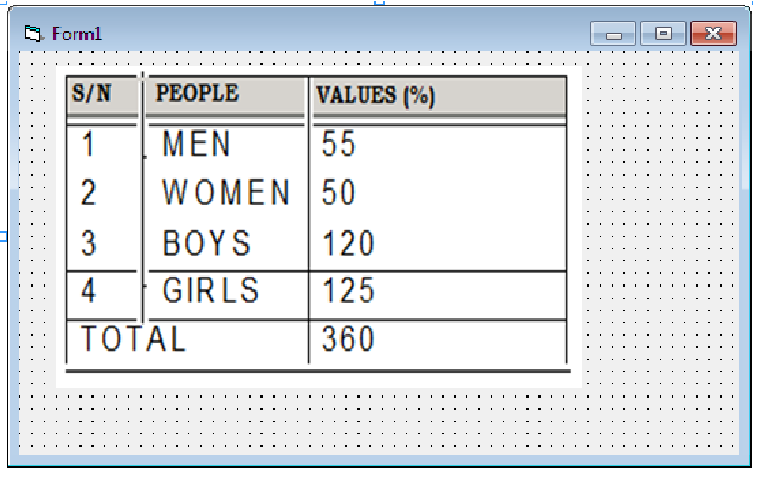 Form1
S/N PEOPLE VALUES (%)
1 MEN 55
2 WOMEN 50
3 BOYS 120
4 GIRLS 125
TOTAL 360